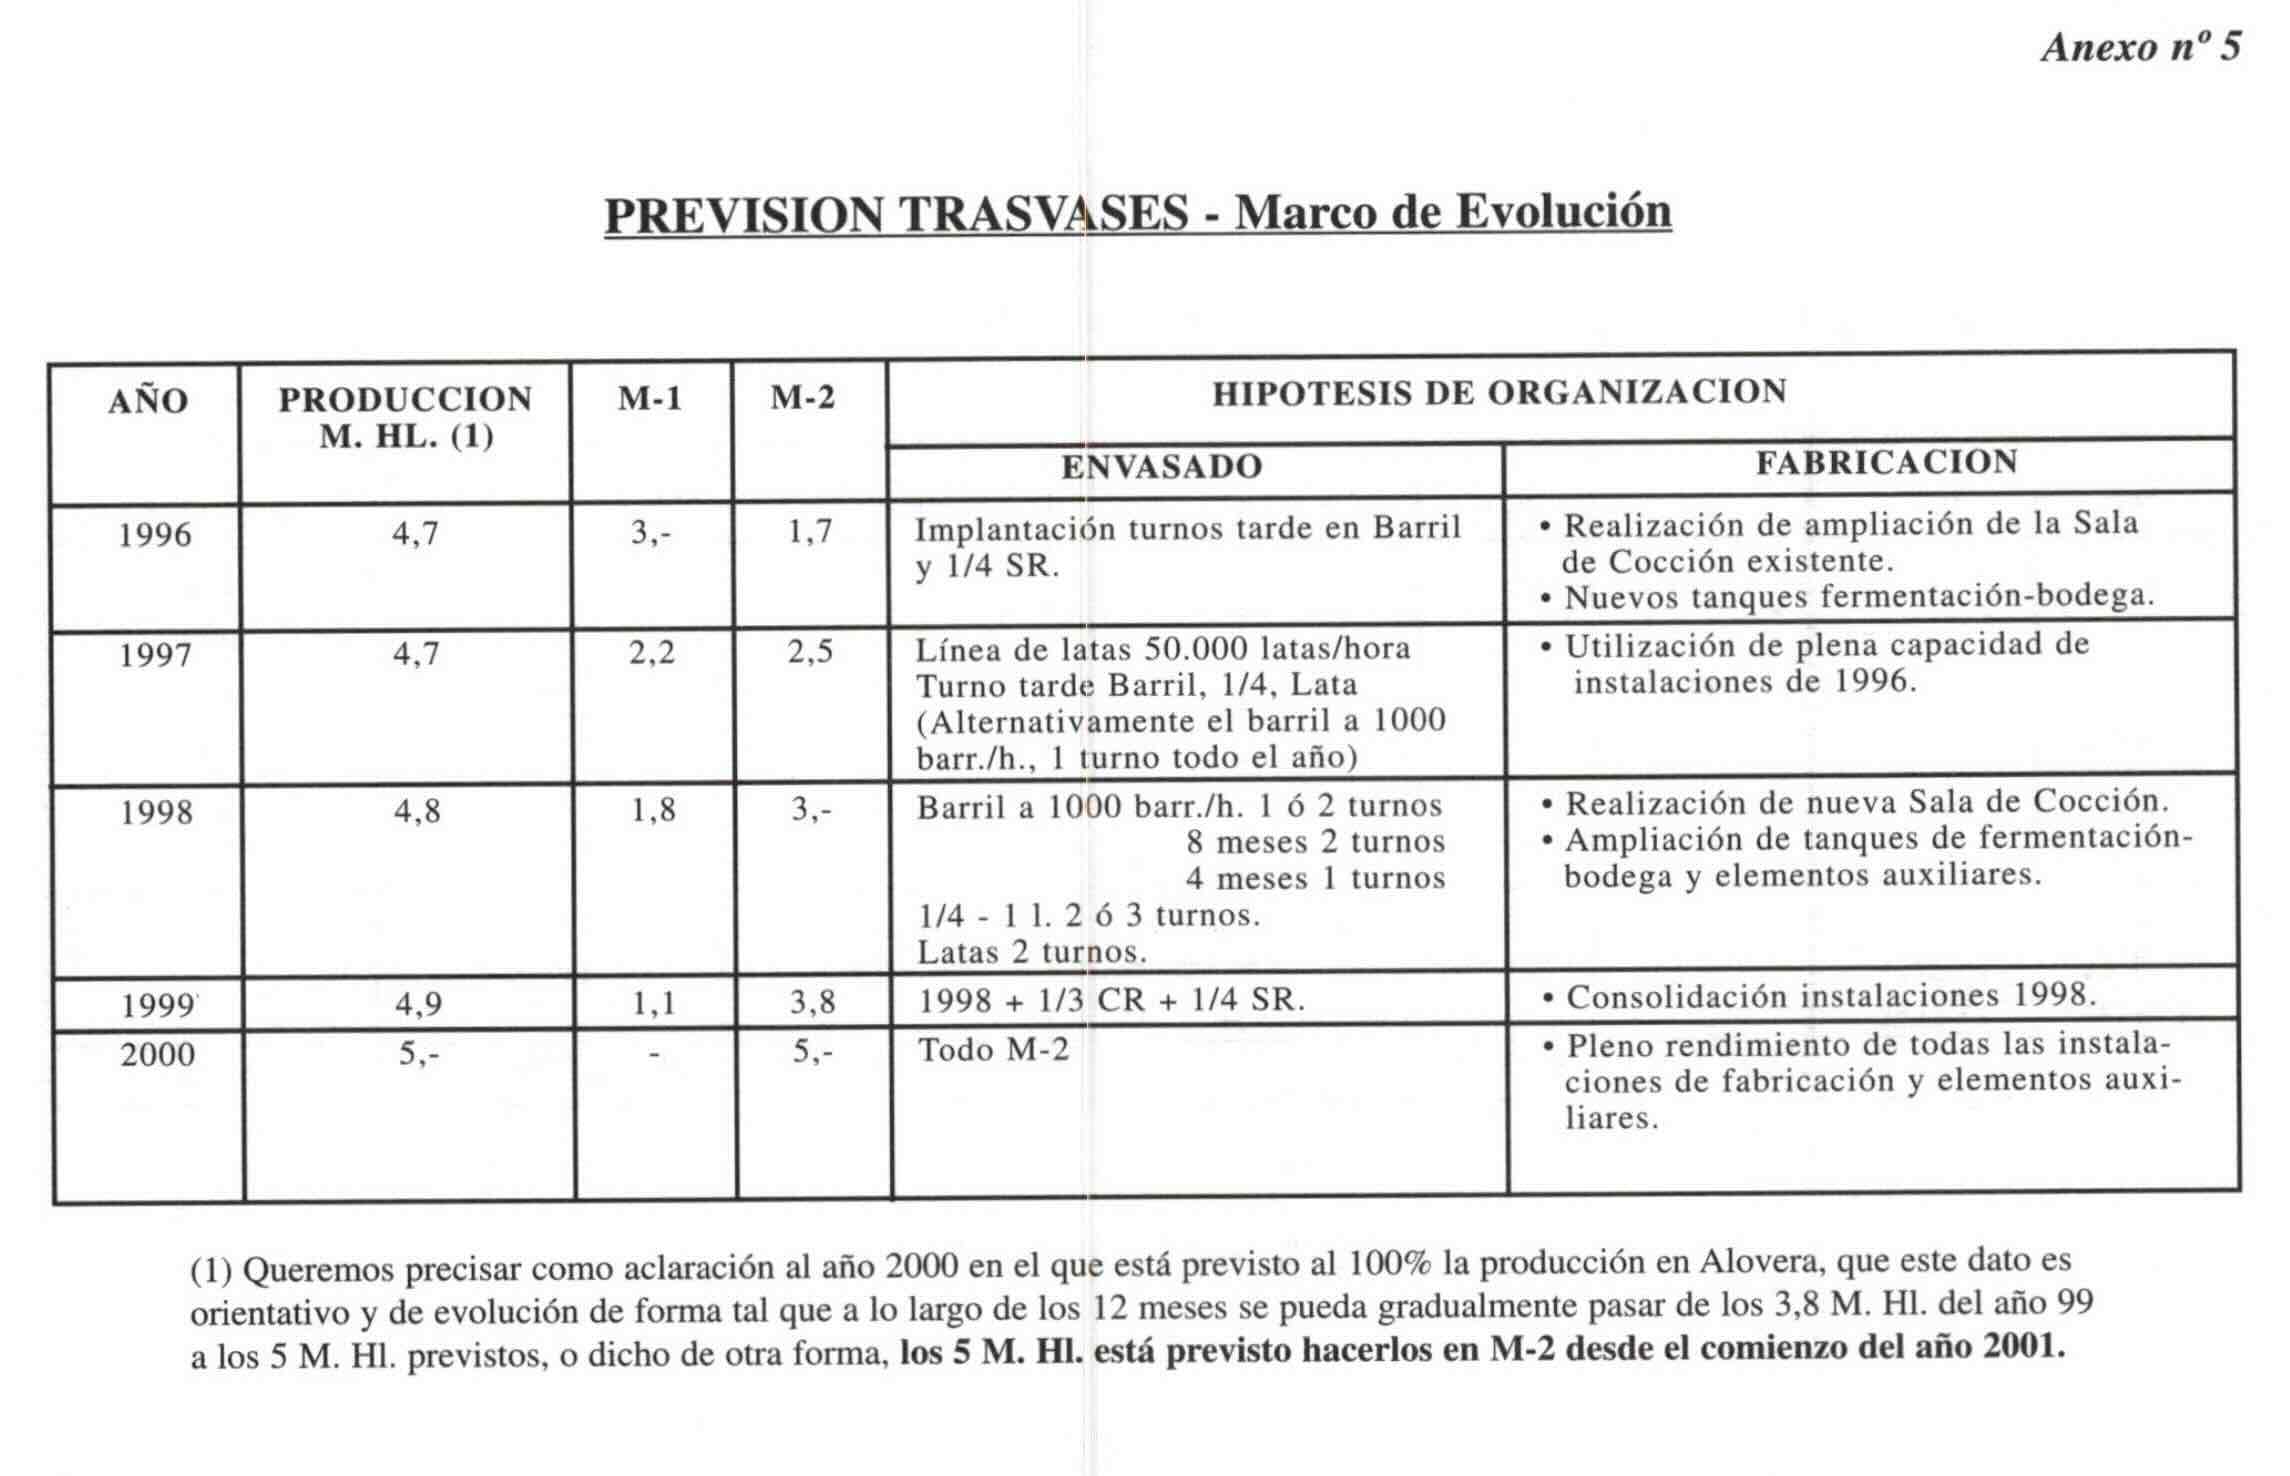 Anexo nº 5
PREVISION TRASVASES - Marco de Evolución
AÑO
PRODUCCION
M. HL. (1)
M-1
M-2
HIPOTESIS DE ORGANIZACION
ENVASADO
FABRICACION
1996
4,7
3,-
1,7
Implantación turnos tarde en Barril
y 1/4 SR.
• Realización de ampliación de la Sala
de Cocción existente.
• Nuevos tanques fermentación-bodega.
1997
4,7
2,2
2,5
Línea de latas 50.000 latas/hora
Turno tarde Barril, 1/4, Lata
(Alternativamente el barril a 1000
barr./h., 1 turno todo el año)
• Utilización de plena capacidad de
instalaciones de 1996.
1998
4,8
1,8
3,-
Barril a 1000 barr./h. 1 ó 2 turnos
8 meses 2 turnos
4 meses 1 turnos
1/4 - 1 l. 2 ó 3 turnos.
Latas 2 turnos.
• Realización de nueva Sala de Cocción.
• Ampliación de tanques de fermentación-
bodega y elementos auxiliares.
1999
4,9
1,1
3,8
1998 + 1/3 CR + 1/4 SR.
• Consolidación instalaciones 1998.
2000
5,-
-
5,-
Todo M-2
• Pleno rendimiento de todas las instala-
ciones de fabricación y elementos auxi-
liares.
(1) Queremos precisar como aclaración al año 2000 en el que está previsto al 100% la producción en Alovera, que este dato es
orientativo y de evolución de forma tal que a lo largo de los 12 meses se pueda gradualmente pasar de los 3,8 M. Hl. del año 99
a los 5 M. Hl. previstos, o dicho de otra forma, los 5 M. Hl. está previsto hacerlos en M-2 desde el comienzo del año 2001.